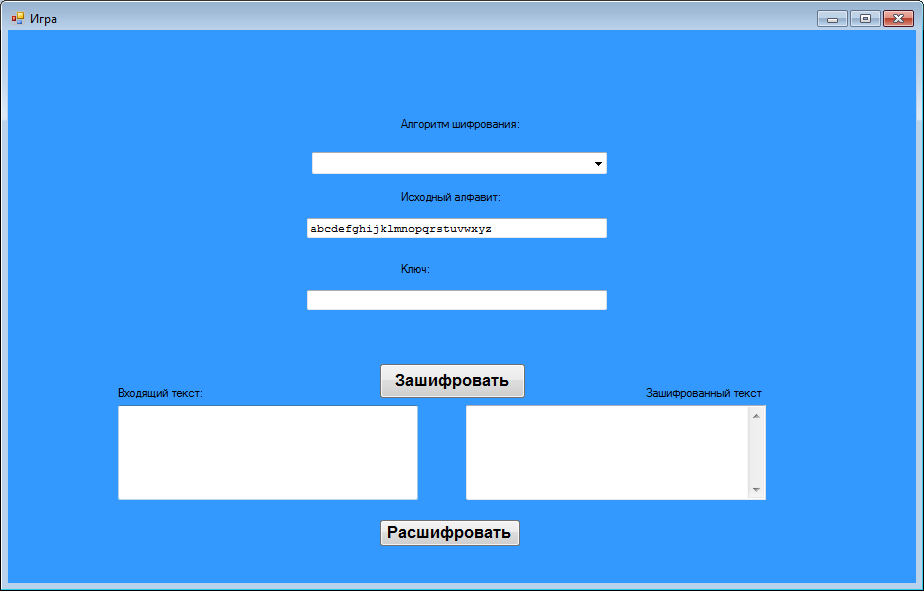 Игра
Алгоритм шифрования:
Исходный алфавит:
abcdefghijklmnopqrstuvwxyz
Ключ:
Зашифровать
Входящий текст:
Зашифрованный текст
Расшифровать